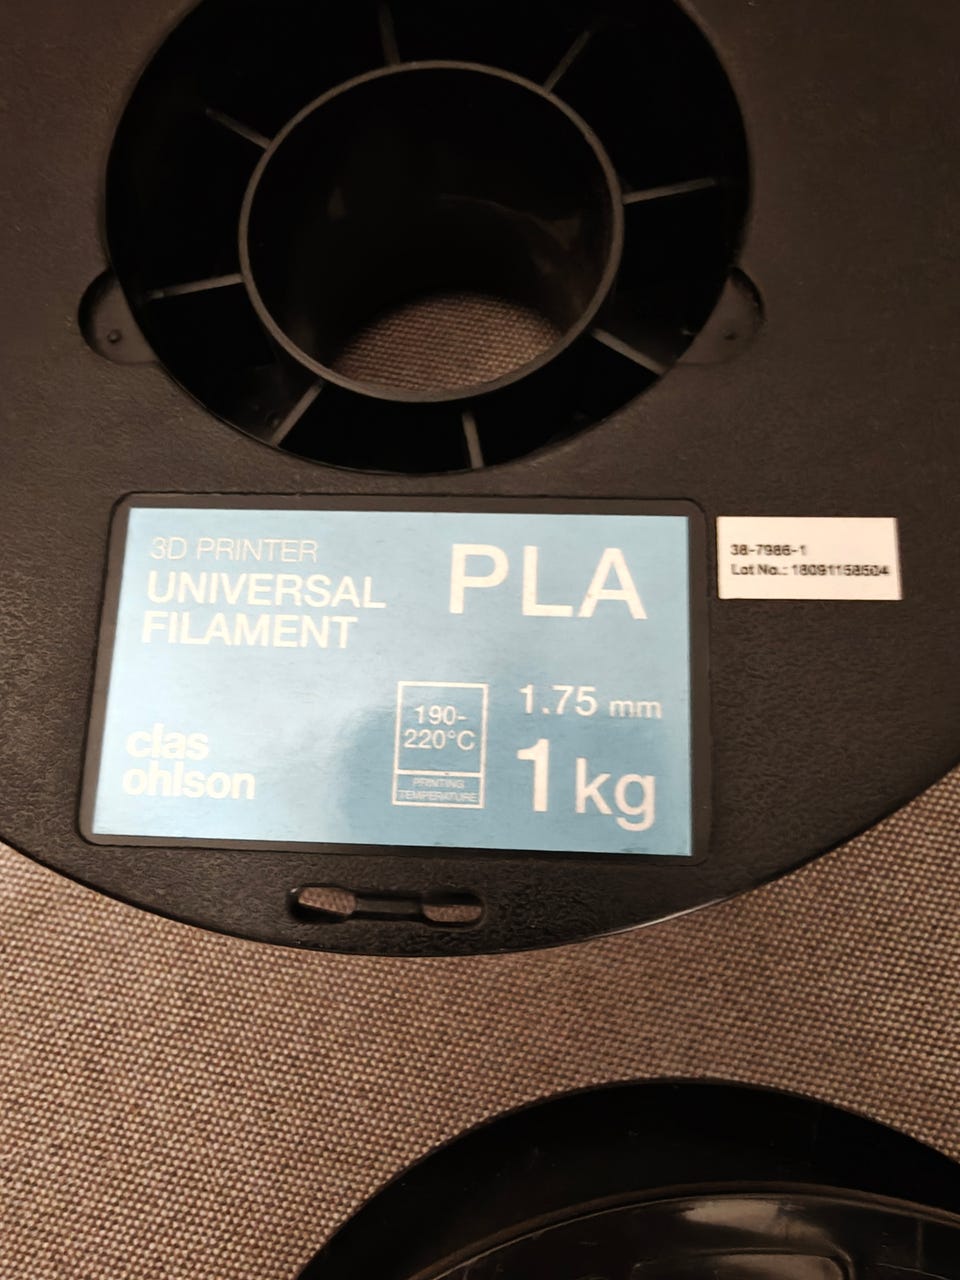 3D PRINTER
UNIVERSAL
FILAMENT
PLA
38-7986-1
Lot No.: 18091158504
190-
220°C
PRINTING
TEMPERATURE
1.75 mm
1 kg
clas
ohlson